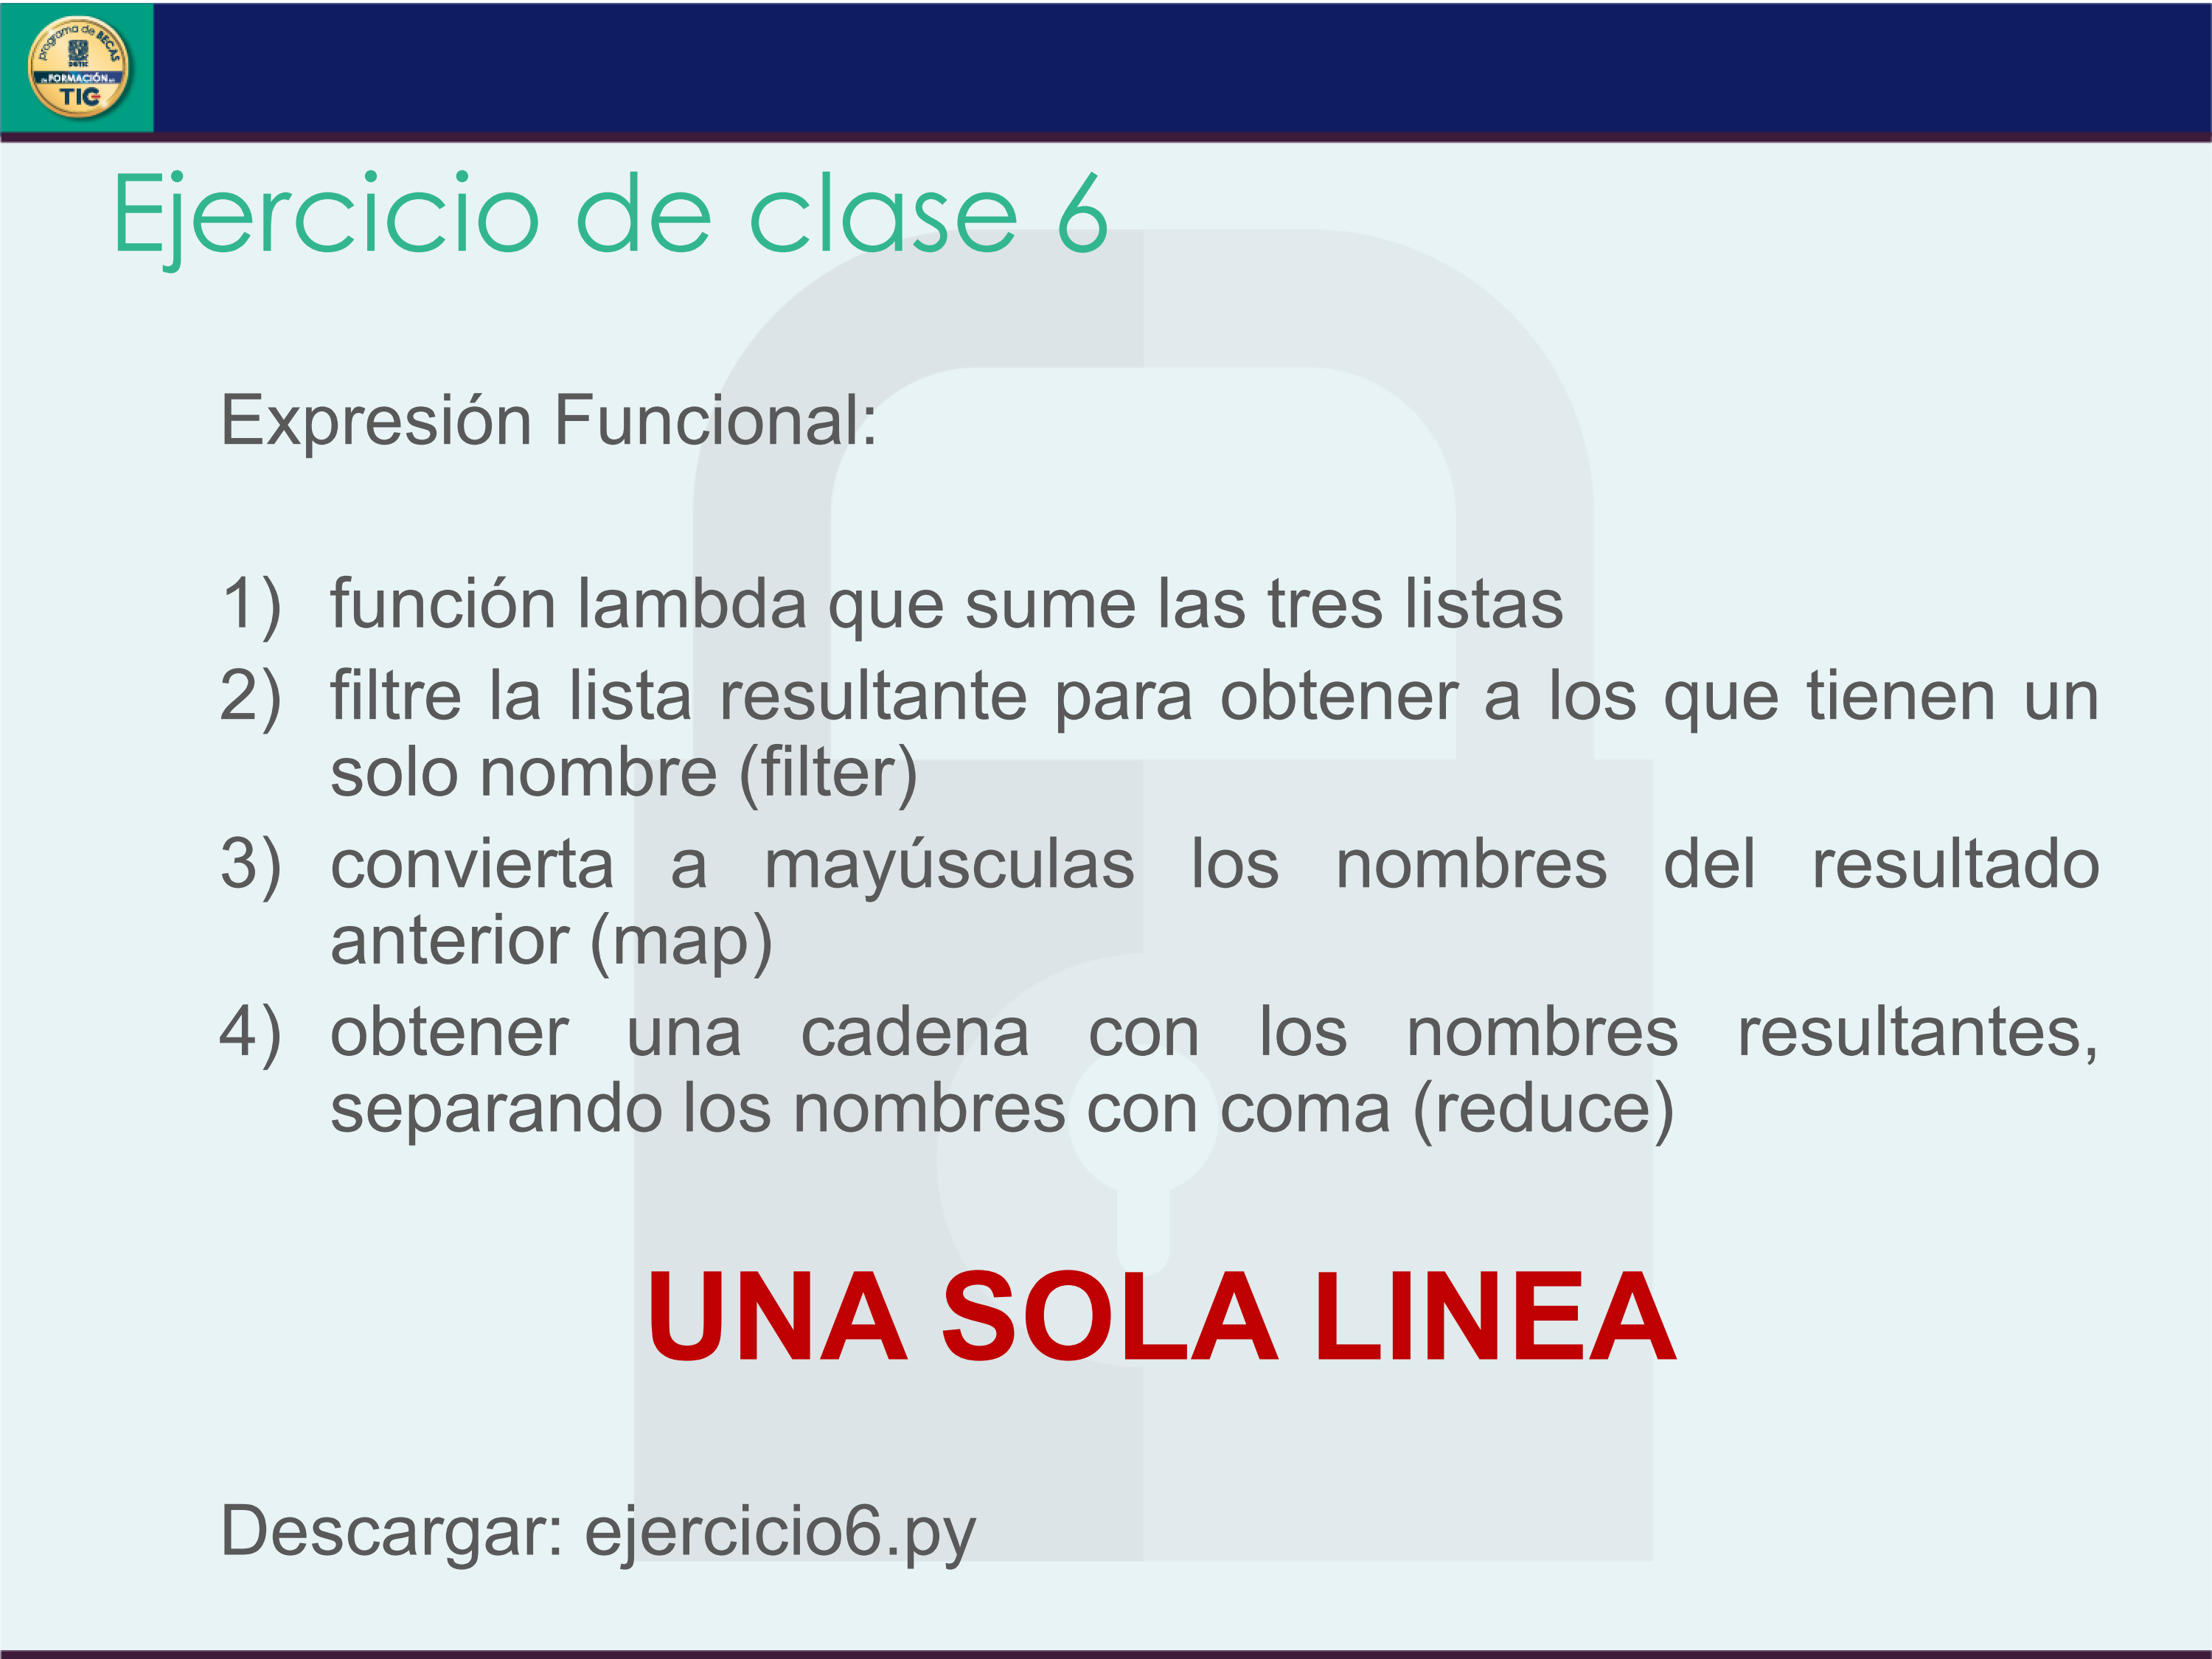 programa de BECAS
DGTIC
de FORMACIÓN en
TIC
Ejercicio de clase 6
Expresión Funcional:
1) función lambda que sume las tres listas
2) filtre la lista resultante para obtener a los que tienen un
solo nombre (filter)
3) convierta a mayúsculas los nombres del resultado
anterior (map)
4) obtener una cadena con los nombres resultantes,
separando los nombres con coma (reduce)
UNA SOLA LINEA
Descargar: ejercicio6.py